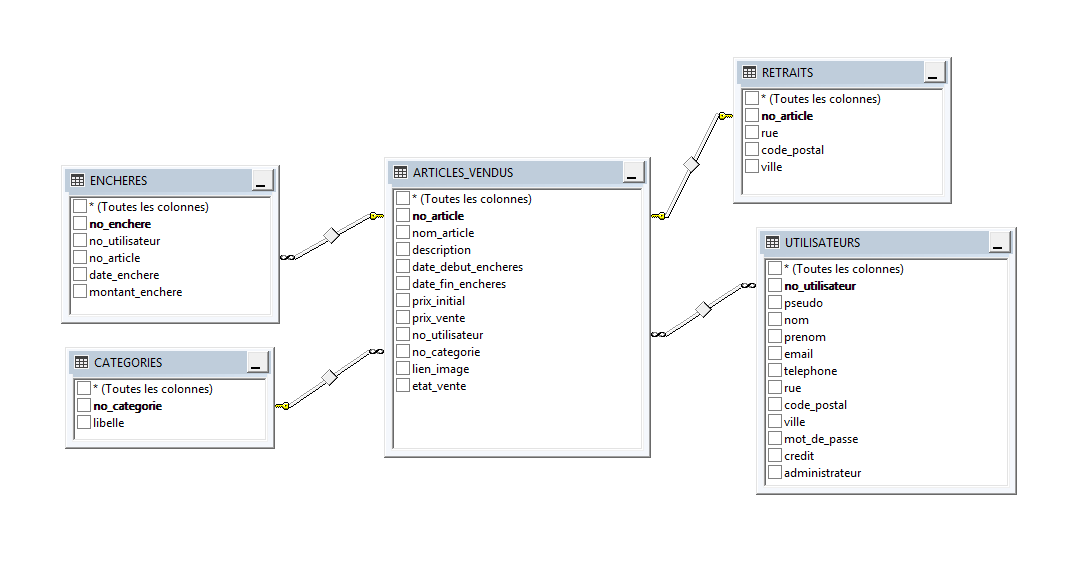 ENCHERES
* (Toutes les colonnes)
no_enchere
no_utilisateur
no_article
date_enchere
montant_enchere
CATEGORIES
* (Toutes les colonnes)
no_categorie
libelle
ARTICLES_VENDUS
* (Toutes les colonnes)
no_article
nom_article
description
date_debut_encheres
date_fin_encheres
prix_initial
prix_vente
no_utilisateur
no_categorie
lien_image
etat_vente
RETRAITS
* (Toutes les colonnes)
no_article
rue
code_postal
ville
UTILISATEURS
* (Toutes les colonnes)
no_utilisateur
pseudo
nom
prenom
email
telephone
rue
code_postal
ville
mot_de_passe
credit
administrateur